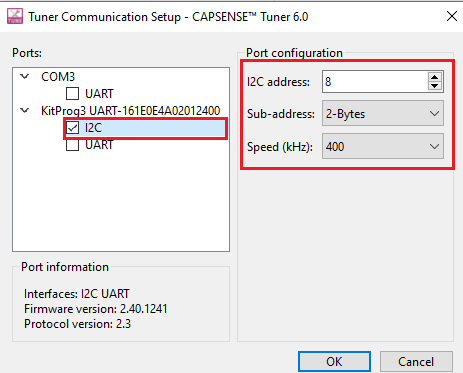 Tuner Communication Setup - CAPSENSE Tuner 6.0
Ports:
COM3
UART
KitProg3 UART-161E0E4A02012400
I2C
UART
Port information
Interfaces: I2C UART
Firmware version: 2.40.1241
Protocol version: 2.3
Port configuration
I2C address: 8
Sub-address: 2-Bytes
Speed (kHz): 400
OK
Cancel